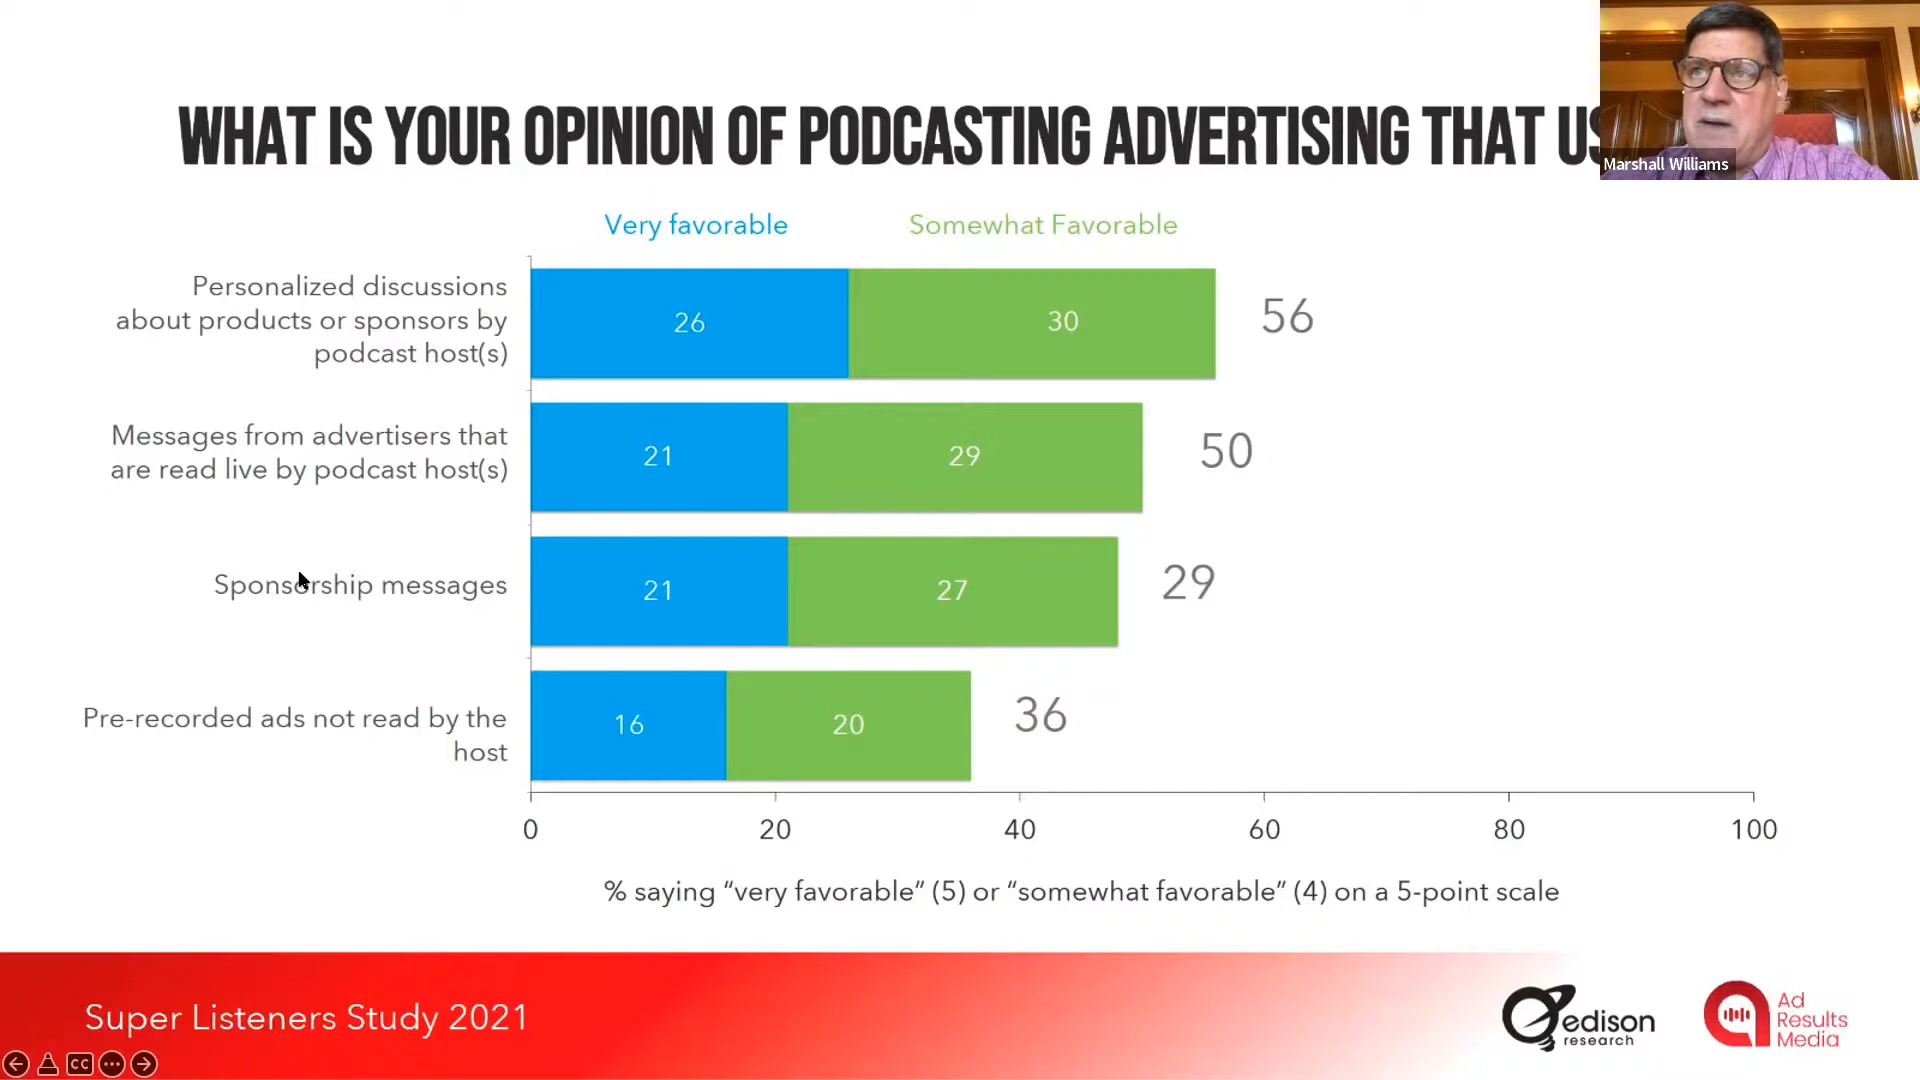 WHAT IS YOUR OPINION OF PODCASTING ADVERTISING THAT US
Marshall Williams
Very favorable
Somewhat Favorable
Personalized discussions
about products or sponsors by
podcast host(s)
26
30
56
Messages from advertisers that
are read live by podcast host(s)
21
29
50
Sponsorship messages
21
27
29
Pre-recorded ads not read by the
host
16
20
36
0
20
40
60
80
100
% saying “very favorable” (5) or “somewhat favorable” (4) on a 5-point scale
Super Listeners Study 2021
edison
research
Ad
Results
Media
CC